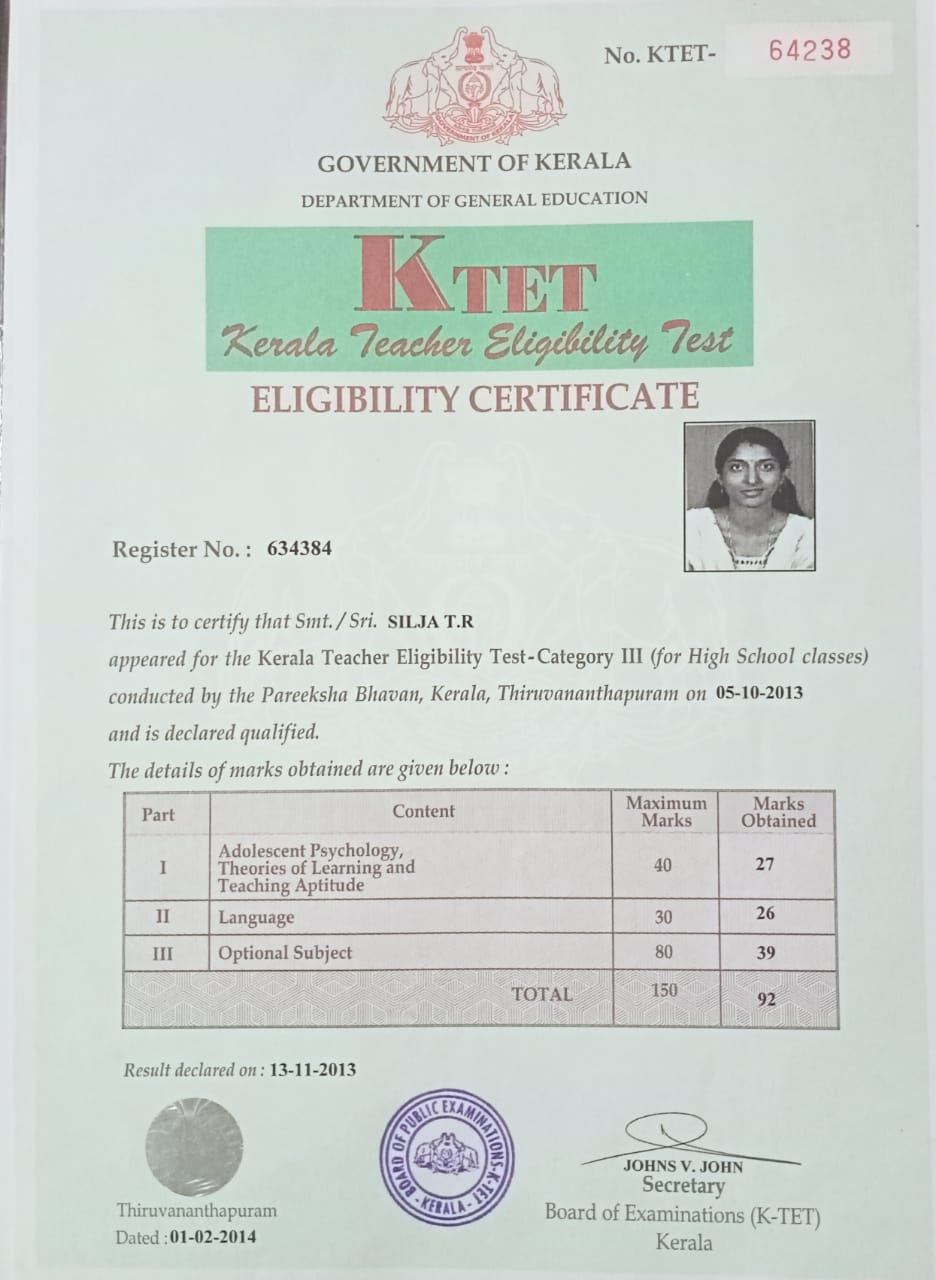 No. KTET- 64238
GOVERNMENT OF KERALA
GOVERNMENT OF KERALA
DEPARTMENT OF GENERAL EDUCATION
KTET
Kerala Teacher Eligibility Test
ELIGIBILITY CERTIFICATE
Register No. : 634384
This is to certify that Smt./Sri. SILJA T.R
appeared for the Kerala Teacher Eligibility Test-Category III (for High School classes)
conducted by the Pareeksha Bhavan, Kerala, Thiruvananthapuram on 05-10-2013
and is declared qualified.
The details of marks obtained are given below :
Part Content Maximum Marks Marks Obtained
I Adolescent Psychology, Theories of Learning and Teaching Aptitude 40 27
II Language 30 26
III Optional Subject 80 39
TOTAL 150 92
Result declared on : 13-11-2013
BOARD OF PUBLIC EXAMINATIONS-K-TET
- KERALA -
JOHNS V. JOHN
Secretary
Board of Examinations (K-TET)
Kerala
Thiruvananthapuram
Dated : 01-02-2014